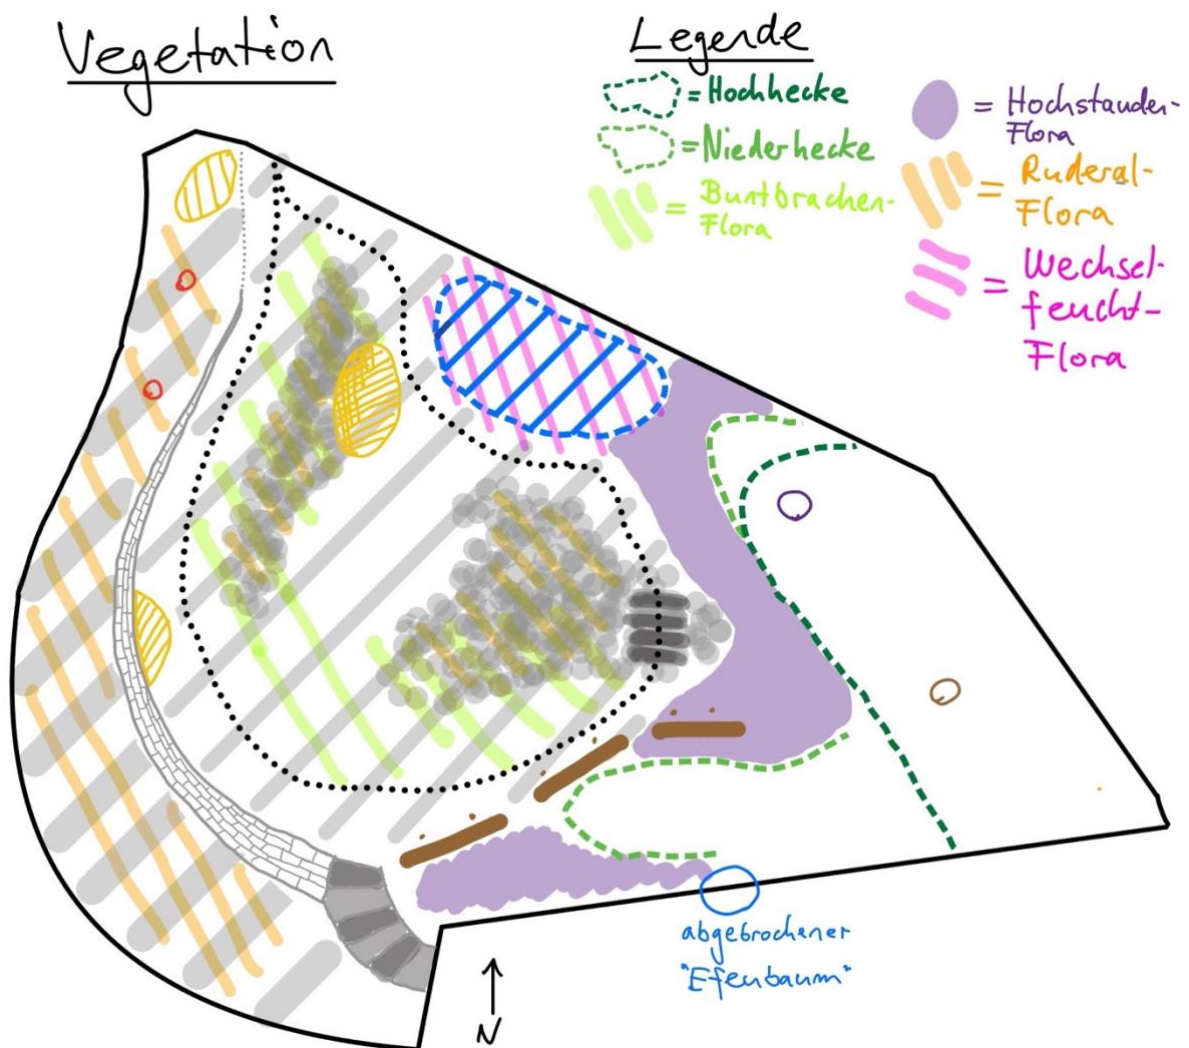 Vegetation
Legende
= Hochhecke
= Niederhecke
= Buntbrachen-
Flora
= Hochstauden-
Flora
= Ruderal-
Flora
= Wechsel-
feucht-
Flora
abgebrochener
"Efeubaum"
N